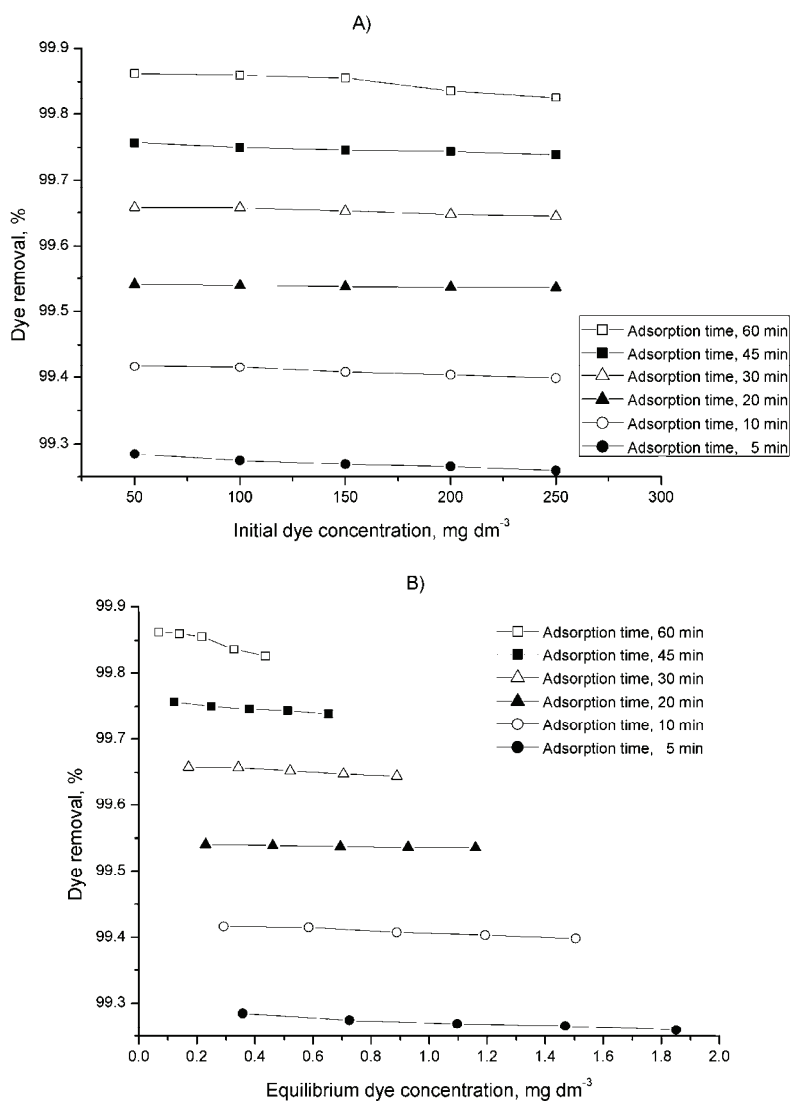 A)
99.9
99.8
99.7
99.6
99.5
99.4
99.3
Dye removal, %
50 100 150 200 250 300
Initial dye concentration, mg dm⁻³
Adsorption time, 60 min
Adsorption time, 45 min
Adsorption time, 30 min
Adsorption time, 20 min
Adsorption time, 10 min
Adsorption time, 5 min
B)
99.9
99.8
99.7
99.6
99.5
99.4
99.3
Dye removal, %
0.0 0.2 0.4 0.6 0.8 1.0 1.2 1.4 1.6 1.8 2.0
Equilibrium dye concentration, mg dm⁻³
Adsorption time, 60 min
Adsorption time, 45 min
Adsorption time, 30 min
Adsorption time, 20 min
Adsorption time, 10 min
Adsorption time, 5 min